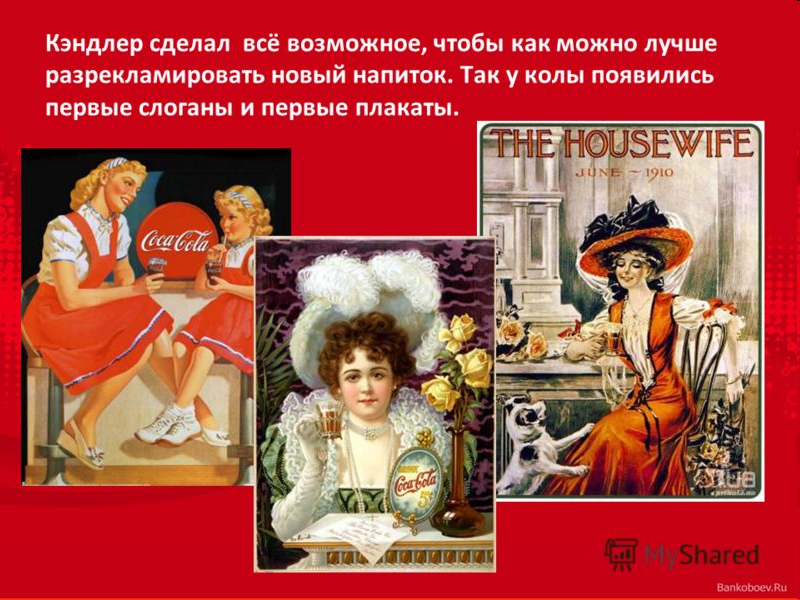 Кэндлер сделал всё возможное, чтобы как можно лучше
разрекламировать новый напиток. Так у колы появились
первые слоганы и первые плакаты.
THE HOUSEWIFE
JUNE ~ 1910
Coca-Cola
DRINK
Coca-Cola
5¢
MyShared
Bankoboev.Ru